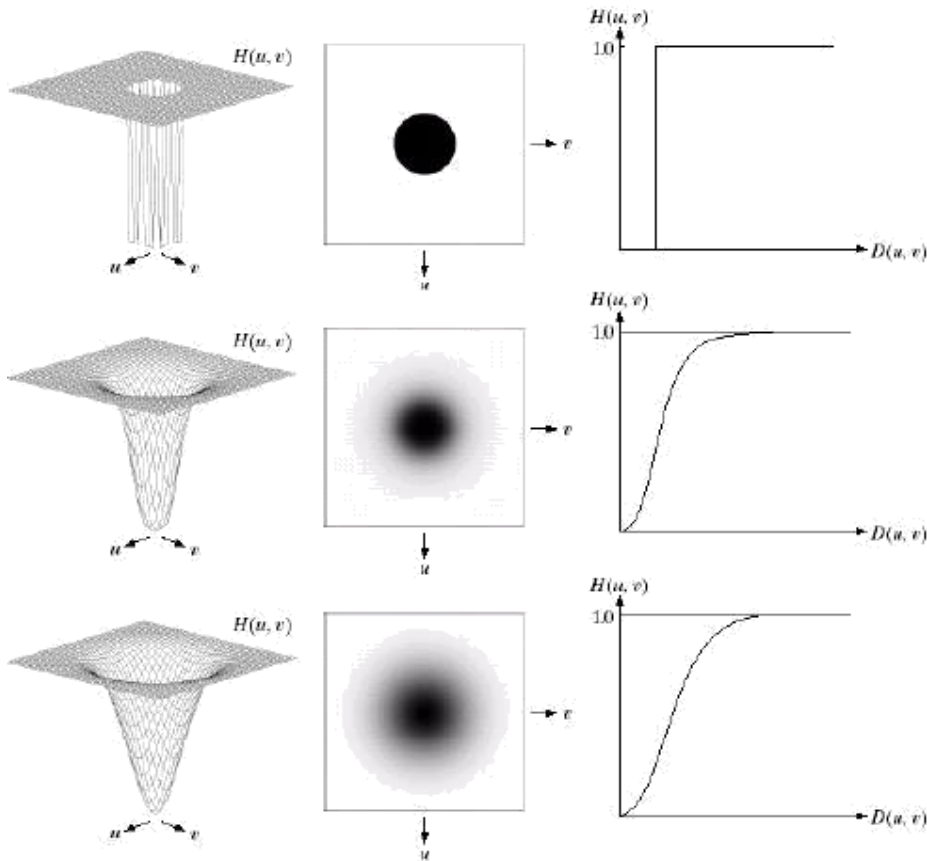 H(u, v)
u
v
v
u
H(u, v)
1.0
D(u, v)
H(u, v)
u
v
v
u
H(u, v)
1.0
D(u, v)
H(u, v)
u
v
v
u
H(u, v)
1.0
D(u, v)